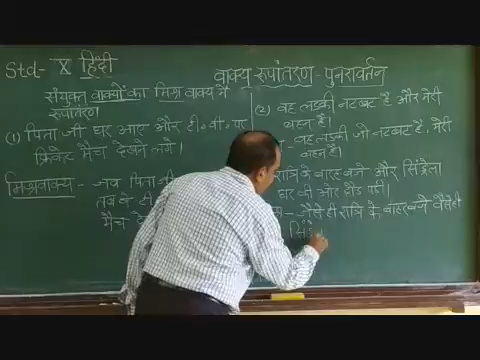 Std- X हिंदी
वाक्य रूपांतरण - पुनरावर्तन
संयुक्त वाक्यों का मिश्र वाक्य में
रूपांतरण
(1) पिता जी घर आए और टी॰वी॰ पर
क्रिकेट मैच देखने लगे।
मिश्रवाक्य - जब पिता जी
तब वे टी
मैच दे
(2) वह लड़की नटखट है और मेरी
बहन है।
- वह लड़की जो नटखट है, मेरी
बहन है।
रात्रि के बारह बजे और सिंड्रेला
घर की ओर दौड पड़ी।
- जैसे ही रात्रि के बारह बजे वैसे ही
सिंड्रे